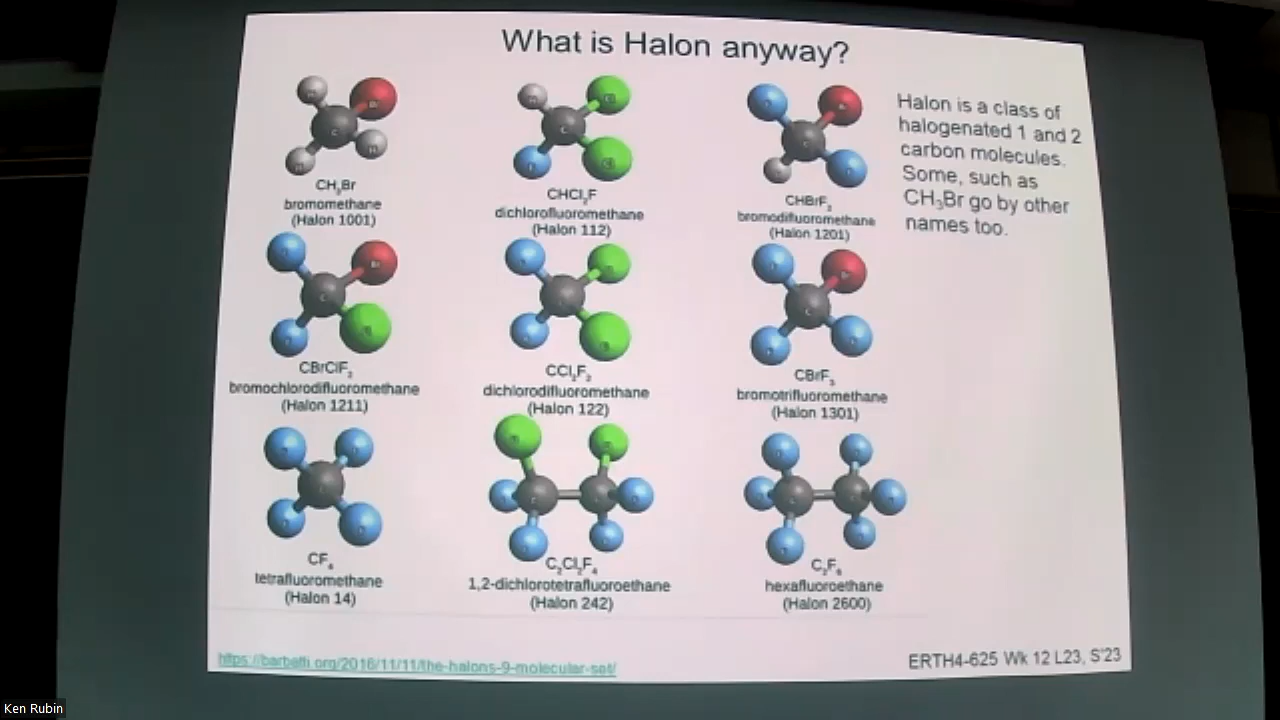 What is Halon anyway?
CH₃Br
bromomethane
(Halon 1001)
CHCl₂F
dichlorofluoromethane
(Halon 112)
CHBrF₂
bromodifluoromethane
(Halon 1201)
Halon is a class of
halogenated 1 and 2
carbon molecules.
Some, such as
CH₃Br go by other
names too.
CBrClF₂
bromochlorodifluoromethane
(Halon 1211)
CCl₂F₂
dichlorodifluoromethane
(Halon 122)
CBrF₃
bromotrifluoromethane
(Halon 1301)
CF₄
tetrafluoromethane
(Halon 14)
C₂Cl₂F₄
1,2-dichlorotetrafluoroethane
(Halon 242)
C₂F₆
hexafluoroethane
(Halon 2600)
https://barbatti.org/2016/11/11/the-halons-9-molecular-set/
ERTH4-625 Wk 12 L23, S'23
Ken Rubin